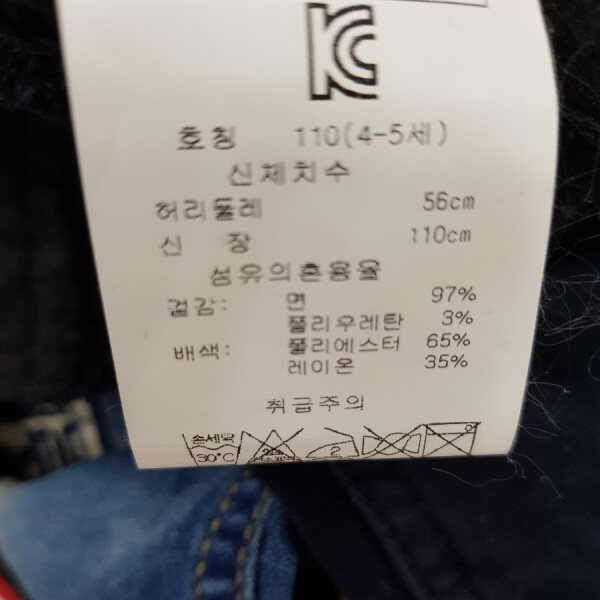 KC
호칭 110(4-5세)
신체치수
허리둘레 56cm
신 장 110cm
섬유의혼용율
겉감: 면 97%
폴리우레탄 3%
배색: 폴리에스터 65%
레이온 35%
취급주의
손세탁
30°C
2